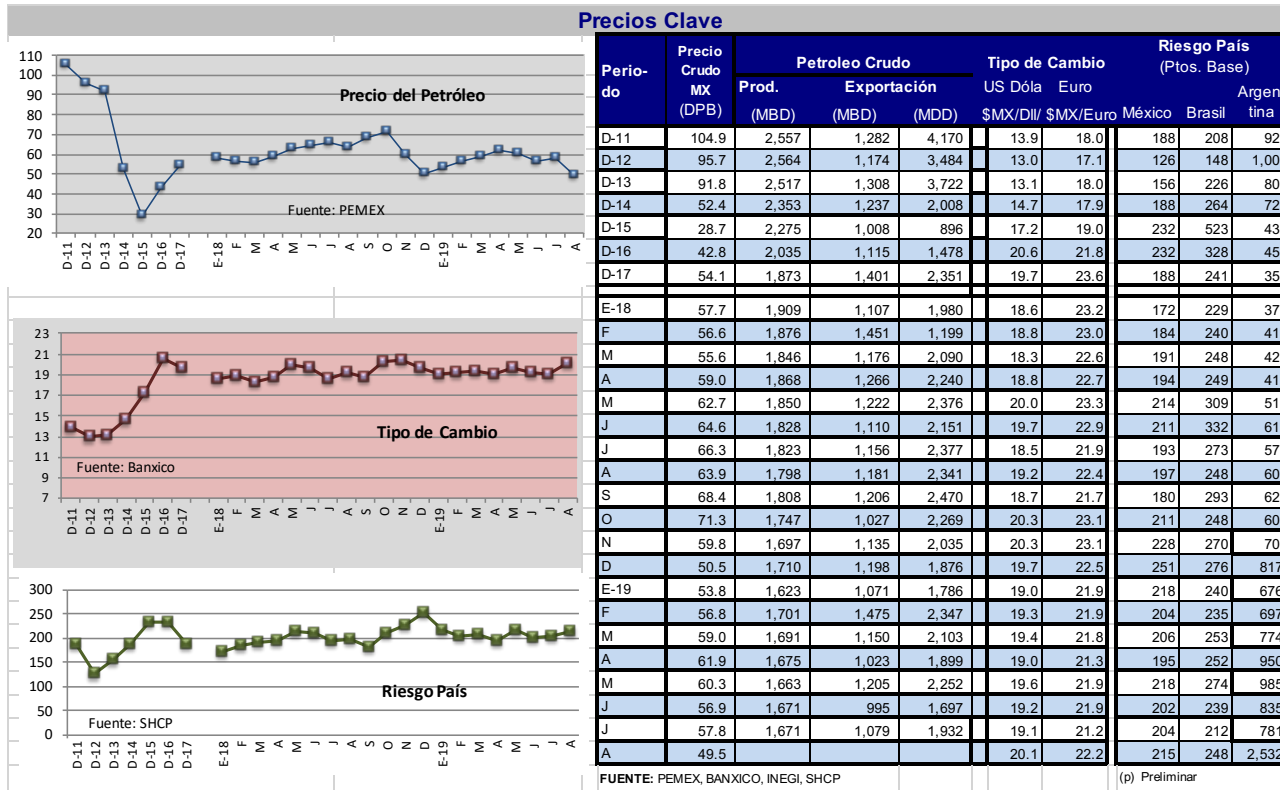 Precios Clave
110
100
90
80
70
60
50
40
30
20
Precio del Petróleo
Fuente: PEMEX
D-11 D-12 D-13 D-14 D-15 D-16 D-17 E-18 F M A M J J A S O N D E-19 F M A M J J A
23
21
19
17
15
13
11
9
7
Tipo de Cambio
Fuente: Banxico
D-11 D-12 D-13 D-14 D-15 D-16 D-17 E-18 F M A M J J A S O N D E-19 F M A M J J A
300
250
200
150
100
50
0
Riesgo País
Fuente: SHCP
D-11 D-12 D-13 D-14 D-15 D-16 D-17 E-18 F M A M J J A S O N D E-19 F M A M J J A
Perio-do Precio Crudo MX (DPB) Petroleo Crudo Tipo de Cambio Riesgo País (Ptos. Base)
Prod. Exportación US Dóla Euro Argen
(MBD) (MBD) (MDD) $MX/Dll/ $MX/Euro México Brasil tina
D-11 104.9 2,557 1,282 4,170 13.9 18.0 188 208 92
D-12 95.7 2,564 1,174 3,484 13.0 17.1 126 148 1,00
D-13 91.8 2,517 1,308 3,722 13.1 18.0 156 226 80
D-14 52.4 2,353 1,237 2,008 14.7 17.9 188 264 72
D-15 28.7 2,275 1,008 896 17.2 19.0 232 523 43
D-16 42.8 2,035 1,115 1,478 20.6 21.8 232 328 45
D-17 54.1 1,873 1,401 2,351 19.7 23.6 188 241 35
E-18 57.7 1,909 1,107 1,980 18.6 23.2 172 229 37
F 56.6 1,876 1,451 1,199 18.8 23.0 184 240 41
M 55.6 1,846 1,176 2,090 18.3 22.6 191 248 42
A 59.0 1,868 1,266 2,240 18.8 22.7 194 249 41
M 62.7 1,850 1,222 2,376 20.0 23.3 214 309 51
J 64.6 1,828 1,110 2,151 19.7 22.9 211 332 61
J 66.3 1,823 1,156 2,377 18.5 21.9 193 273 57
A 63.9 1,798 1,181 2,341 19.2 22.4 197 248 60
S 68.4 1,808 1,206 2,470 18.7 21.7 180 293 62
O 71.3 1,747 1,027 2,269 20.3 23.1 211 248 60
N 59.8 1,697 1,135 2,035 20.3 23.1 228 270 70
D 50.5 1,710 1,198 1,876 19.7 22.5 251 276 817
E-19 53.8 1,623 1,071 1,786 19.0 21.9 218 240 676
F 56.8 1,701 1,475 2,347 19.3 21.9 204 235 697
M 59.0 1,691 1,150 2,103 19.4 21.8 206 253 774
A 61.9 1,675 1,023 1,899 19.0 21.3 195 252 950
M 60.3 1,663 1,205 2,252 19.6 21.9 218 274 985
J 56.9 1,671 995 1,697 19.2 21.9 202 239 835
J 57.8 1,671 1,079 1,932 19.1 21.2 204 212 781
A 49.5 20.1 22.2 215 248 2,532
FUENTE: PEMEX, BANXICO, INEGI, SHCP (p) Preliminar